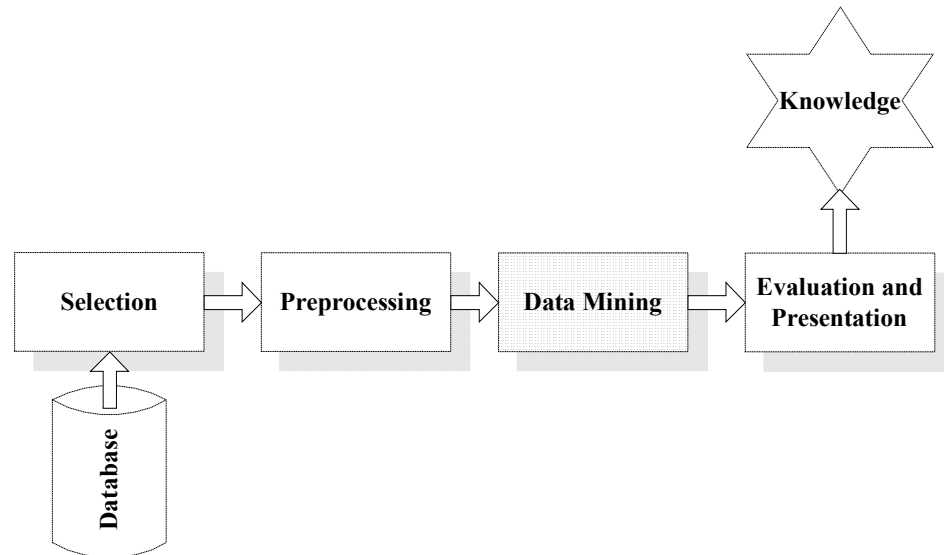 Knowledge
Selection
Preprocessing
Data Mining
Evaluation and
Presentation
Database